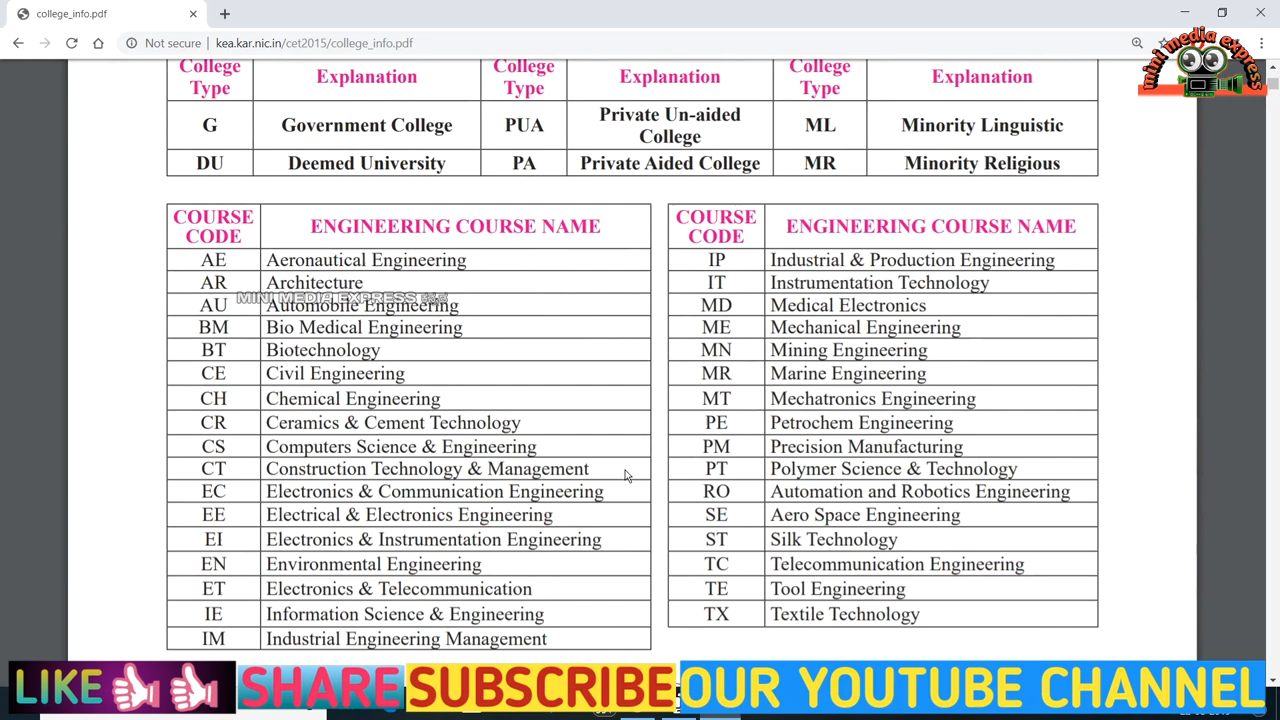 college_info.pdf
Not secure | kea.kar.nic.in/cet2015/college_info.pdf
mini media express
College Type | Explanation | College Type | Explanation | College Type | Explanation
G | Government College | PUA | Private Un-aided College | ML | Minority Linguistic
DU | Deemed University | PA | Private Aided College | MR | Minority Religious
COURSE CODE | ENGINEERING COURSE NAME
AE | Aeronautical Engineering
AR | Architecture
MINI MEDIA EXPRESS
AU | Automobile Engineering
BM | Bio Medical Engineering
BT | Biotechnology
CE | Civil Engineering
CH | Chemical Engineering
CR | Ceramics & Cement Technology
CS | Computers Science & Engineering
CT | Construction Technology & Management
EC | Electronics & Communication Engineering
EE | Electrical & Electronics Engineering
EI | Electronics & Instrumentation Engineering
EN | Environmental Engineering
ET | Electronics & Telecommunication
IE | Information Science & Engineering
IM | Industrial Engineering Management
COURSE CODE | ENGINEERING COURSE NAME
IP | Industrial & Production Engineering
IT | Instrumentation Technology
MD | Medical Electronics
ME | Mechanical Engineering
MN | Mining Engineering
MR | Marine Engineering
MT | Mechatronics Engineering
PE | Petrochem Engineering
PM | Precision Manufacturing
PT | Polymer Science & Technology
RO | Automation and Robotics Engineering
SE | Aero Space Engineering
ST | Silk Technology
TC | Telecommunication Engineering
TE | Tool Engineering
TX | Textile Technology
LIKE SHARE SUBSCRIBE OUR YOUTUBE CHANNEL